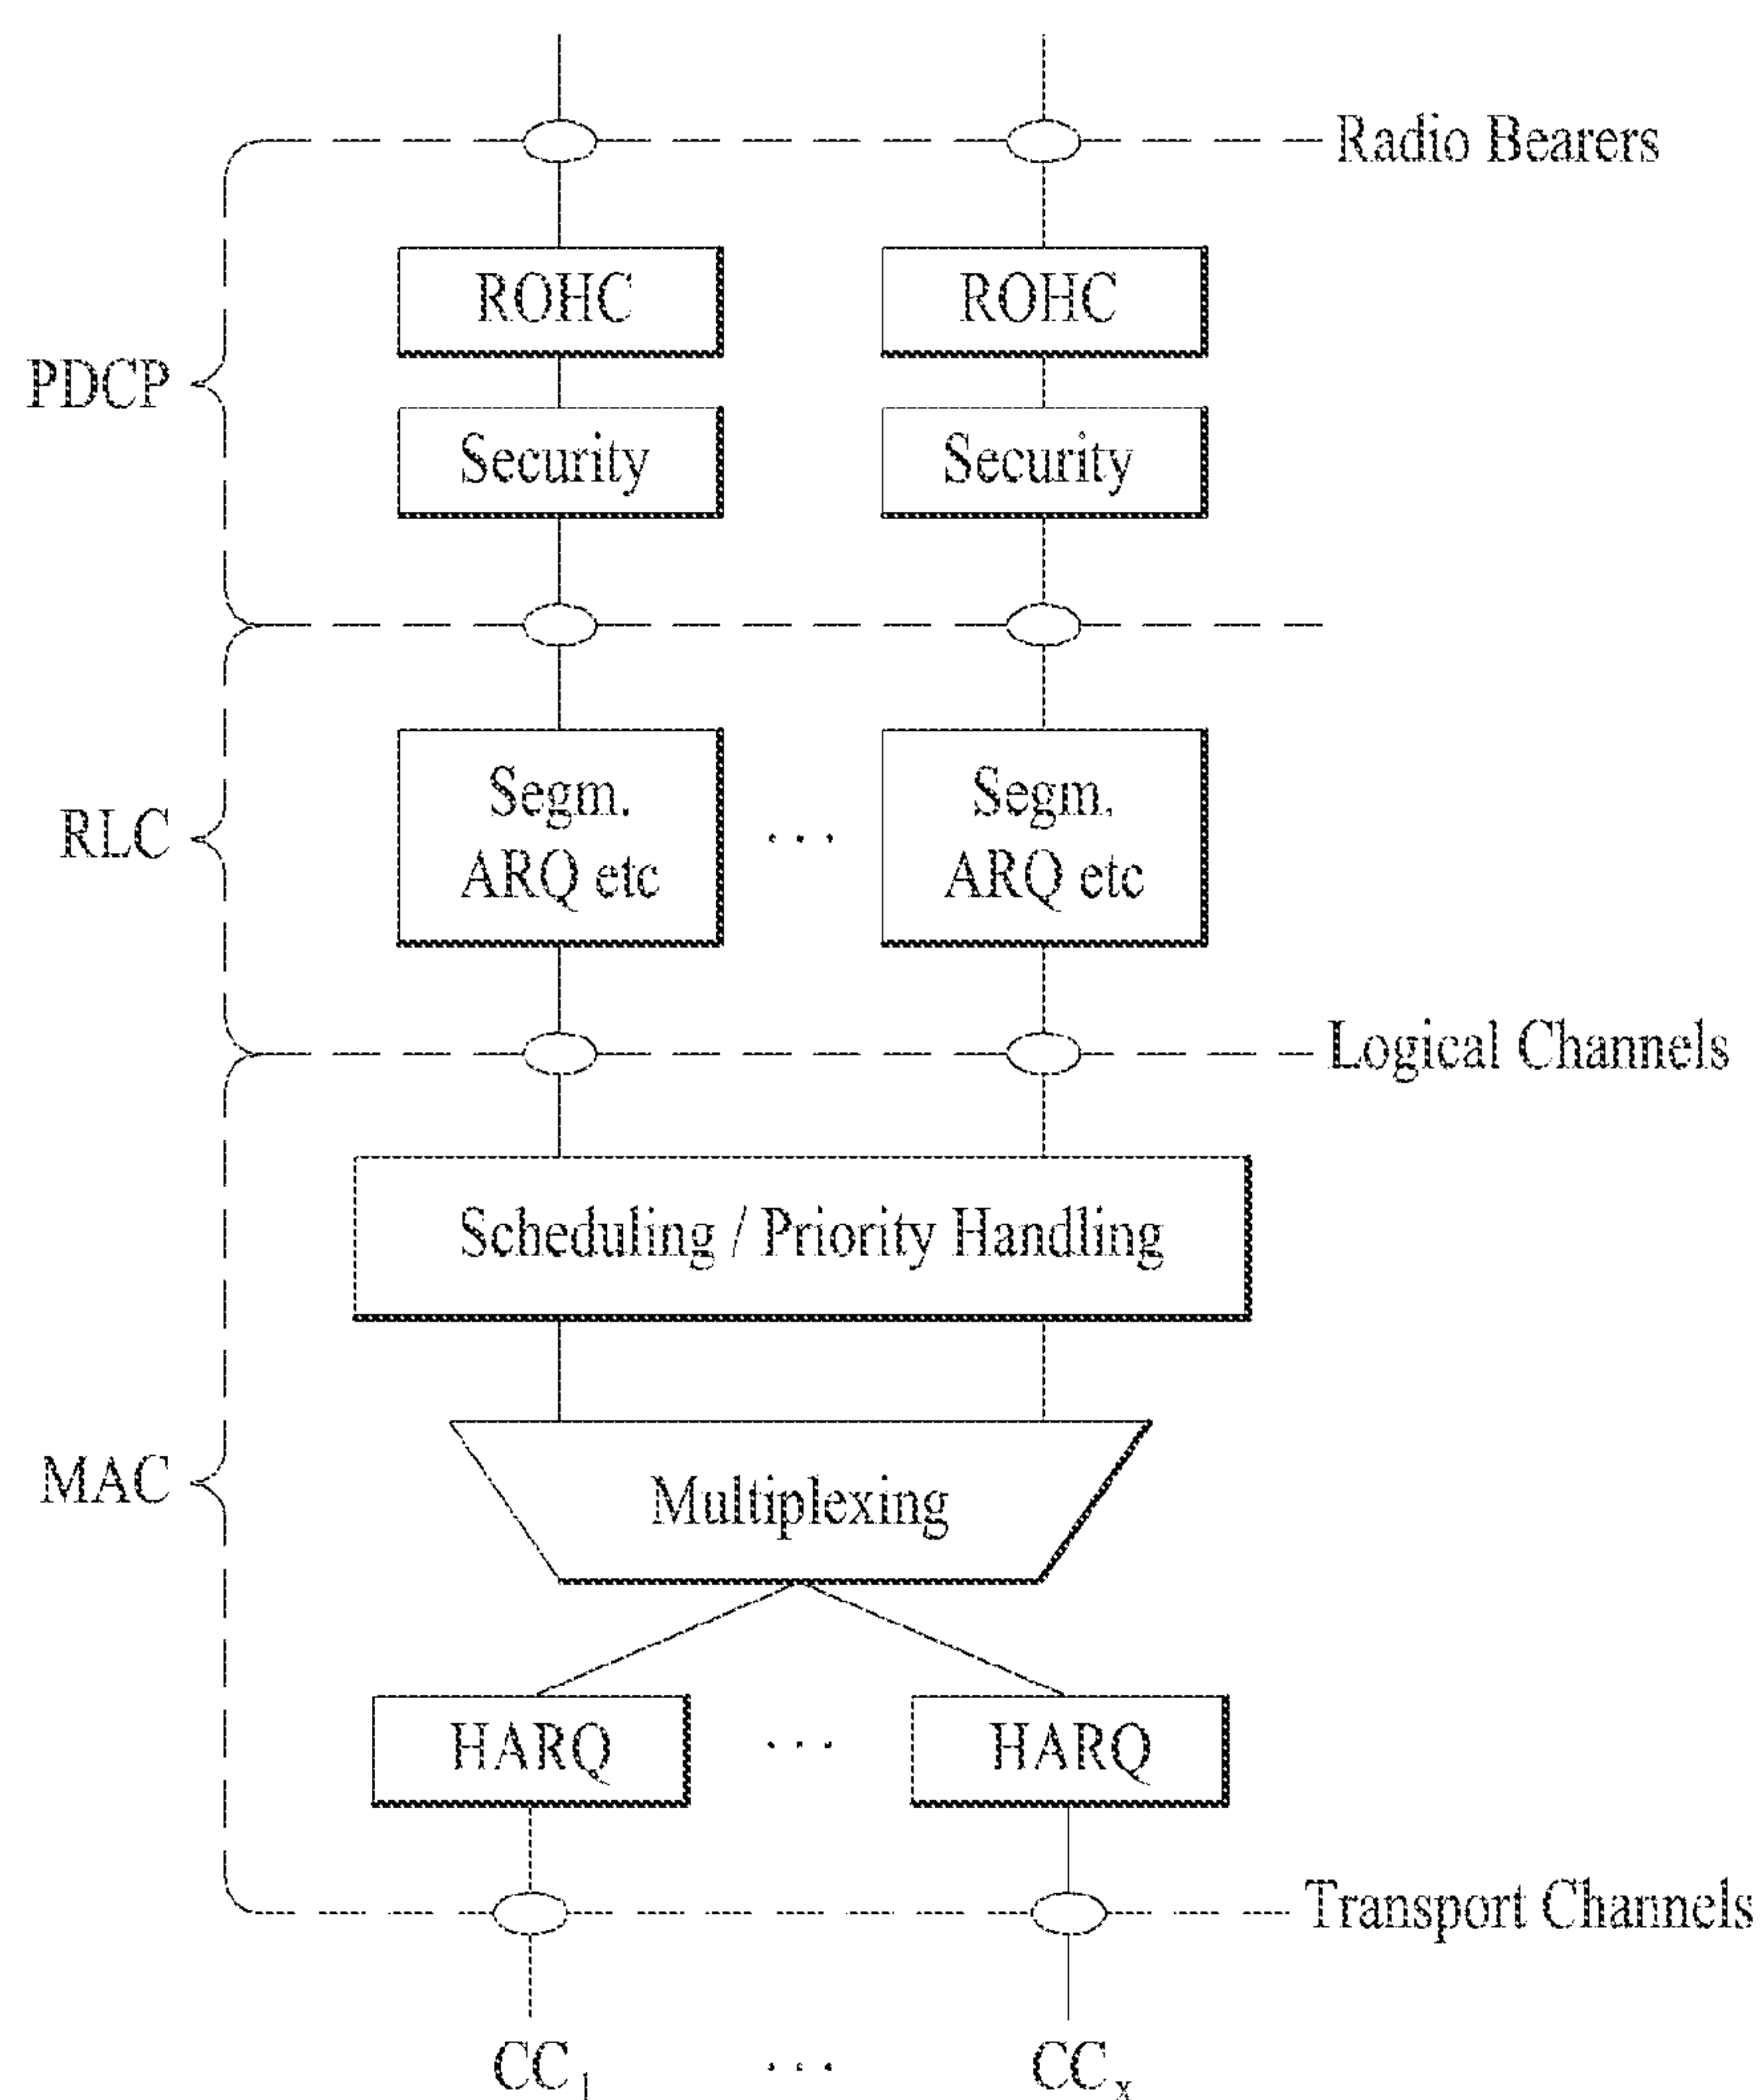 Radio Bearers
ROHC
ROHC
PDCP
Security
Security
Segm.
ARQ etc
...
Segm.
ARQ etc
RLC
Logical Channels
Scheduling / Priority Handling
MAC
Multiplexing
HARQ
...
HARQ
Transport Channels
CC1
...
CCx